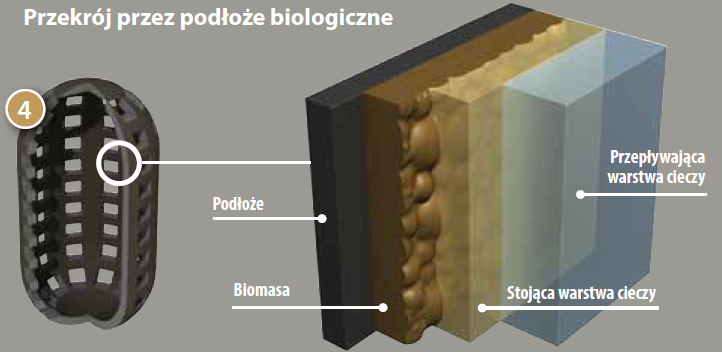 Przekrój przez podłoże biologiczne
4
Przepływająca
warstwa cieczy
Podłoże
Biomasa
Stojąca warstwa cieczy